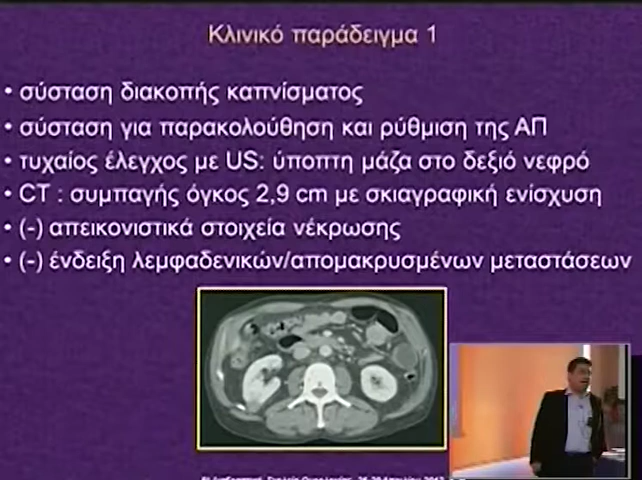 Κλινικό παράδειγμα 1
• σύσταση διακοπής καπνίσματος
• σύσταση για παρακολούθηση και ρύθμιση της ΑΠ
• τυχαίος έλεγχος με US: ύποπτη μάζα στο δεξιό νεφρό
• CT : συμπαγής όγκος 2,9 cm με σκιαγραφική ενίσχυση
• (-) απεικονιστικά στοιχεία νέκρωσης
• (-) ένδειξη λεμφαδενικών/απομακρυσμένων μεταστάσεων